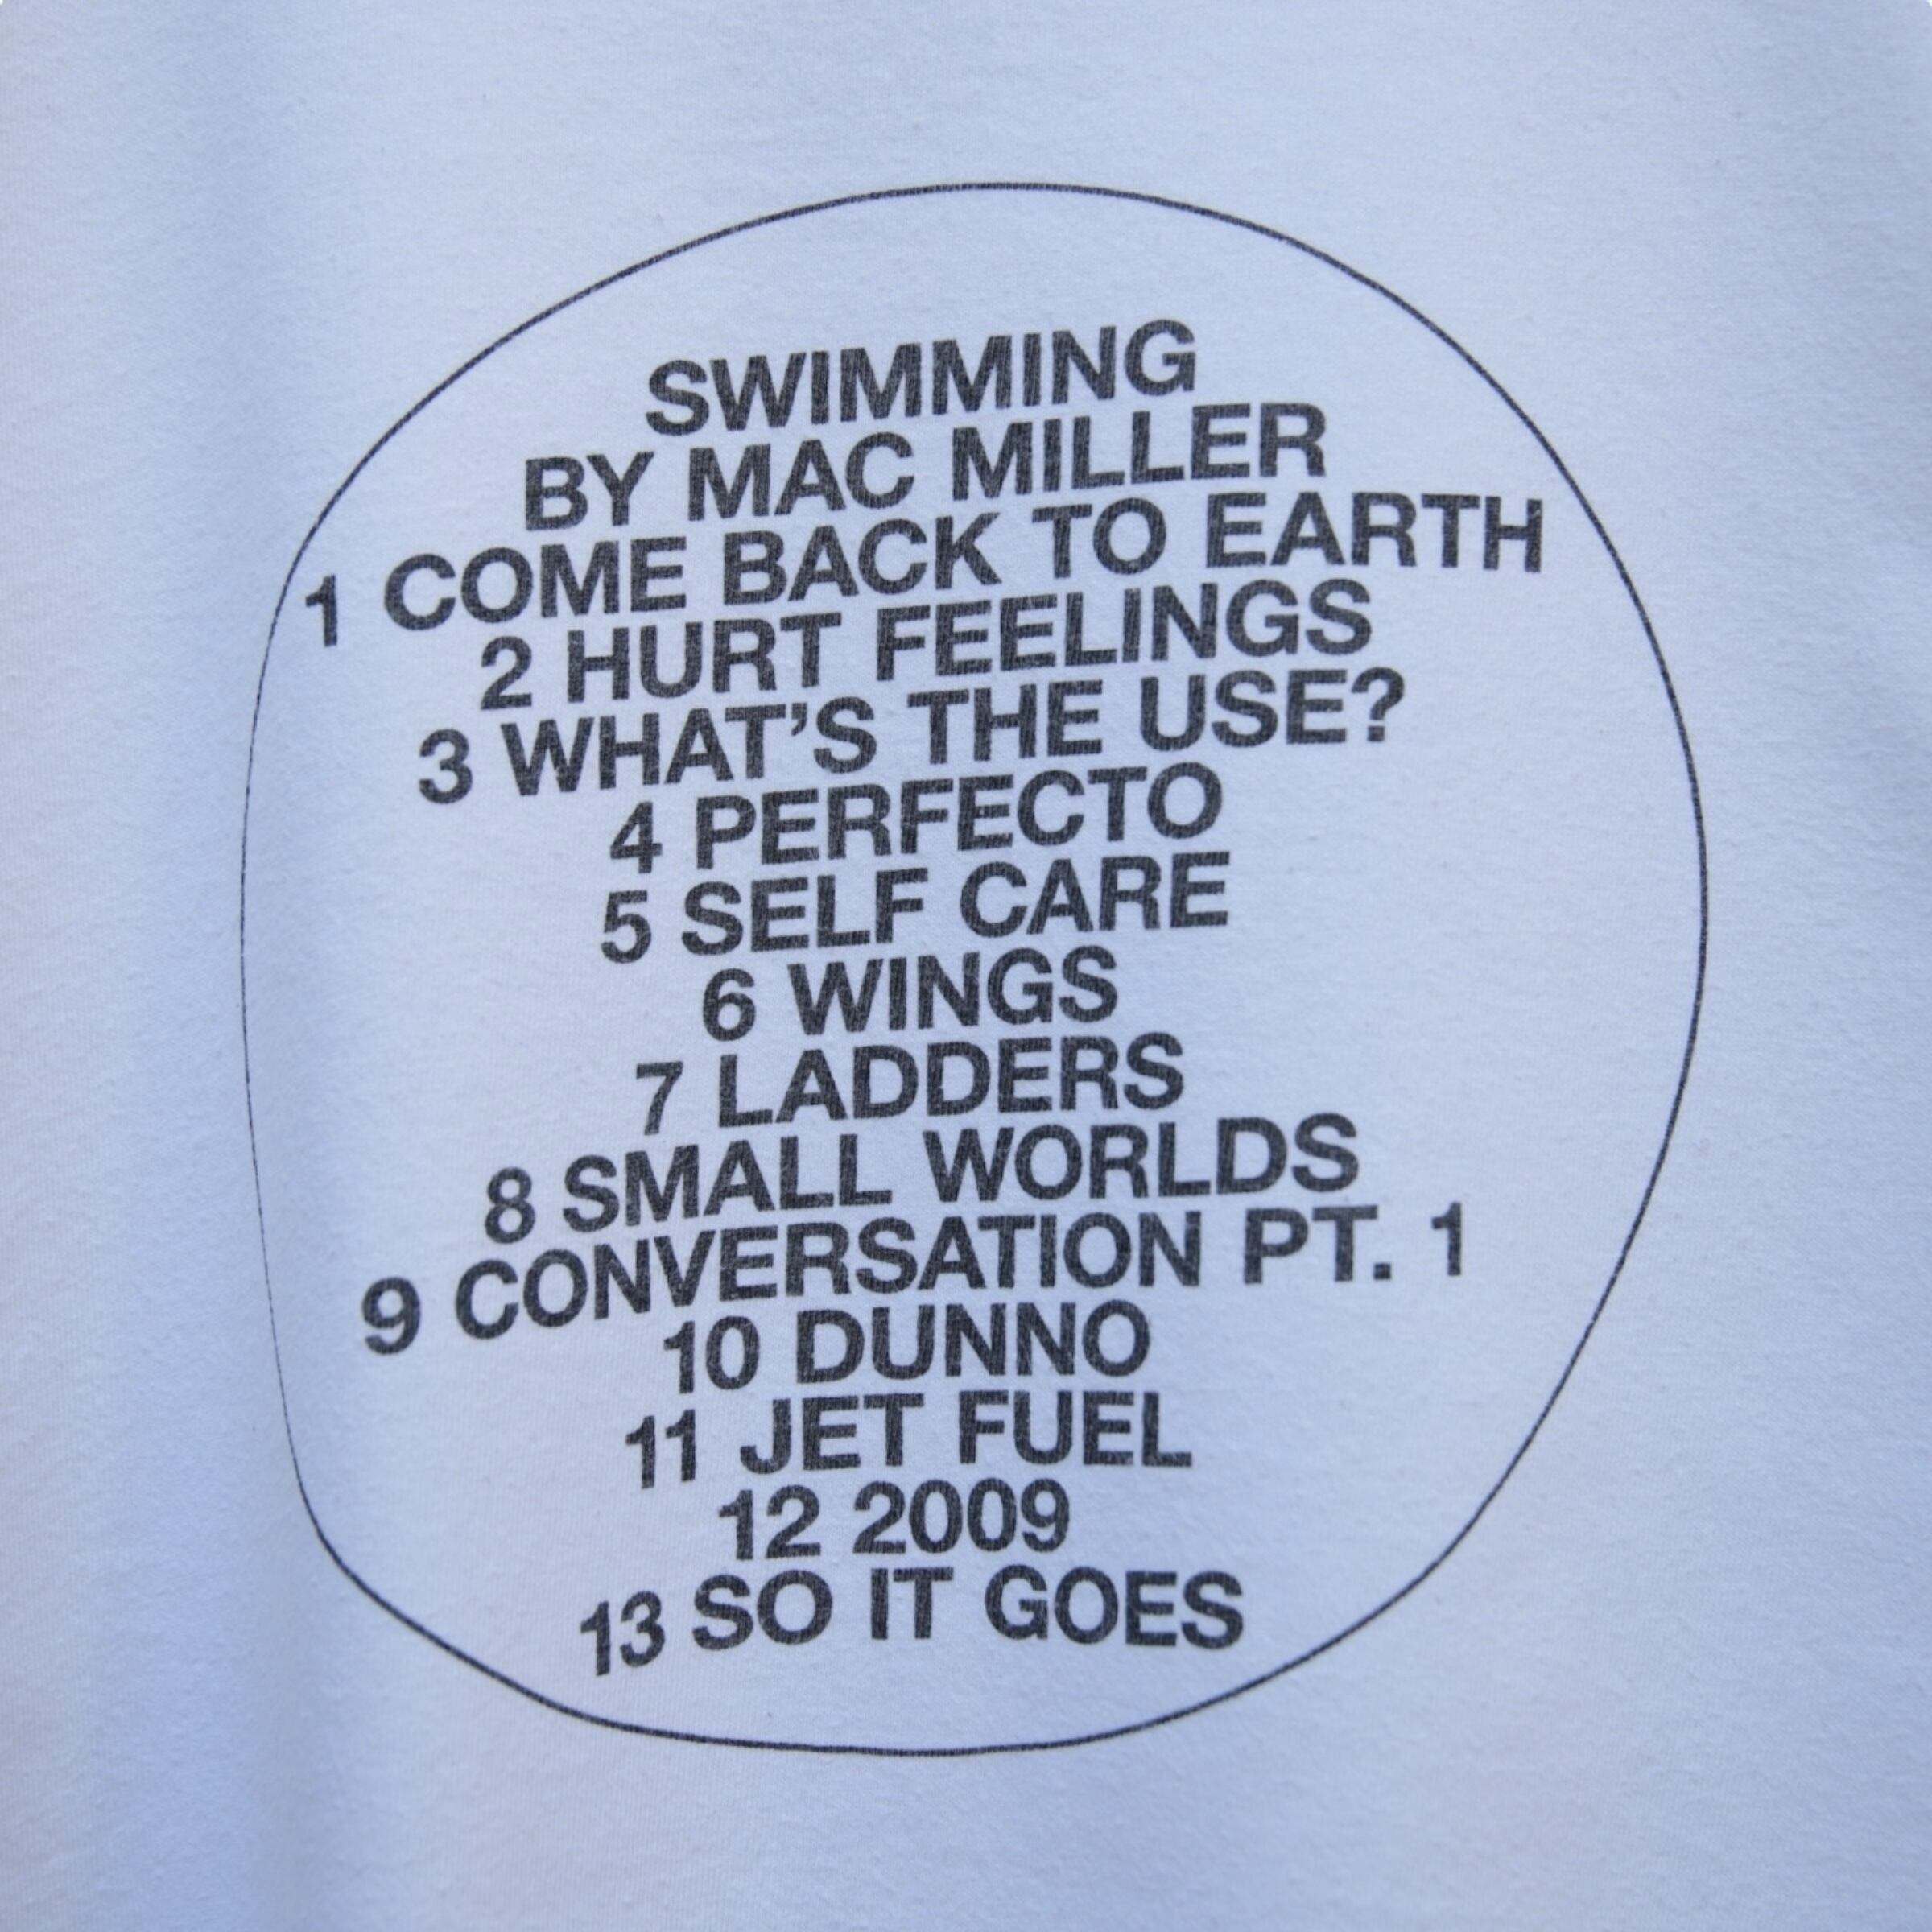 SWIMMING
BY MAC MILLER
1 COME BACK TO EARTH
2 HURT FEELINGS
3 WHAT'S THE USE?
4 PERFECTO
5 SELF CARE
6 WINGS
7 LADDERS
8 SMALL WORLDS
9 CONVERSATION PT. 1
10 DUNNO
11 JET FUEL
12 2009
13 SO IT GOES